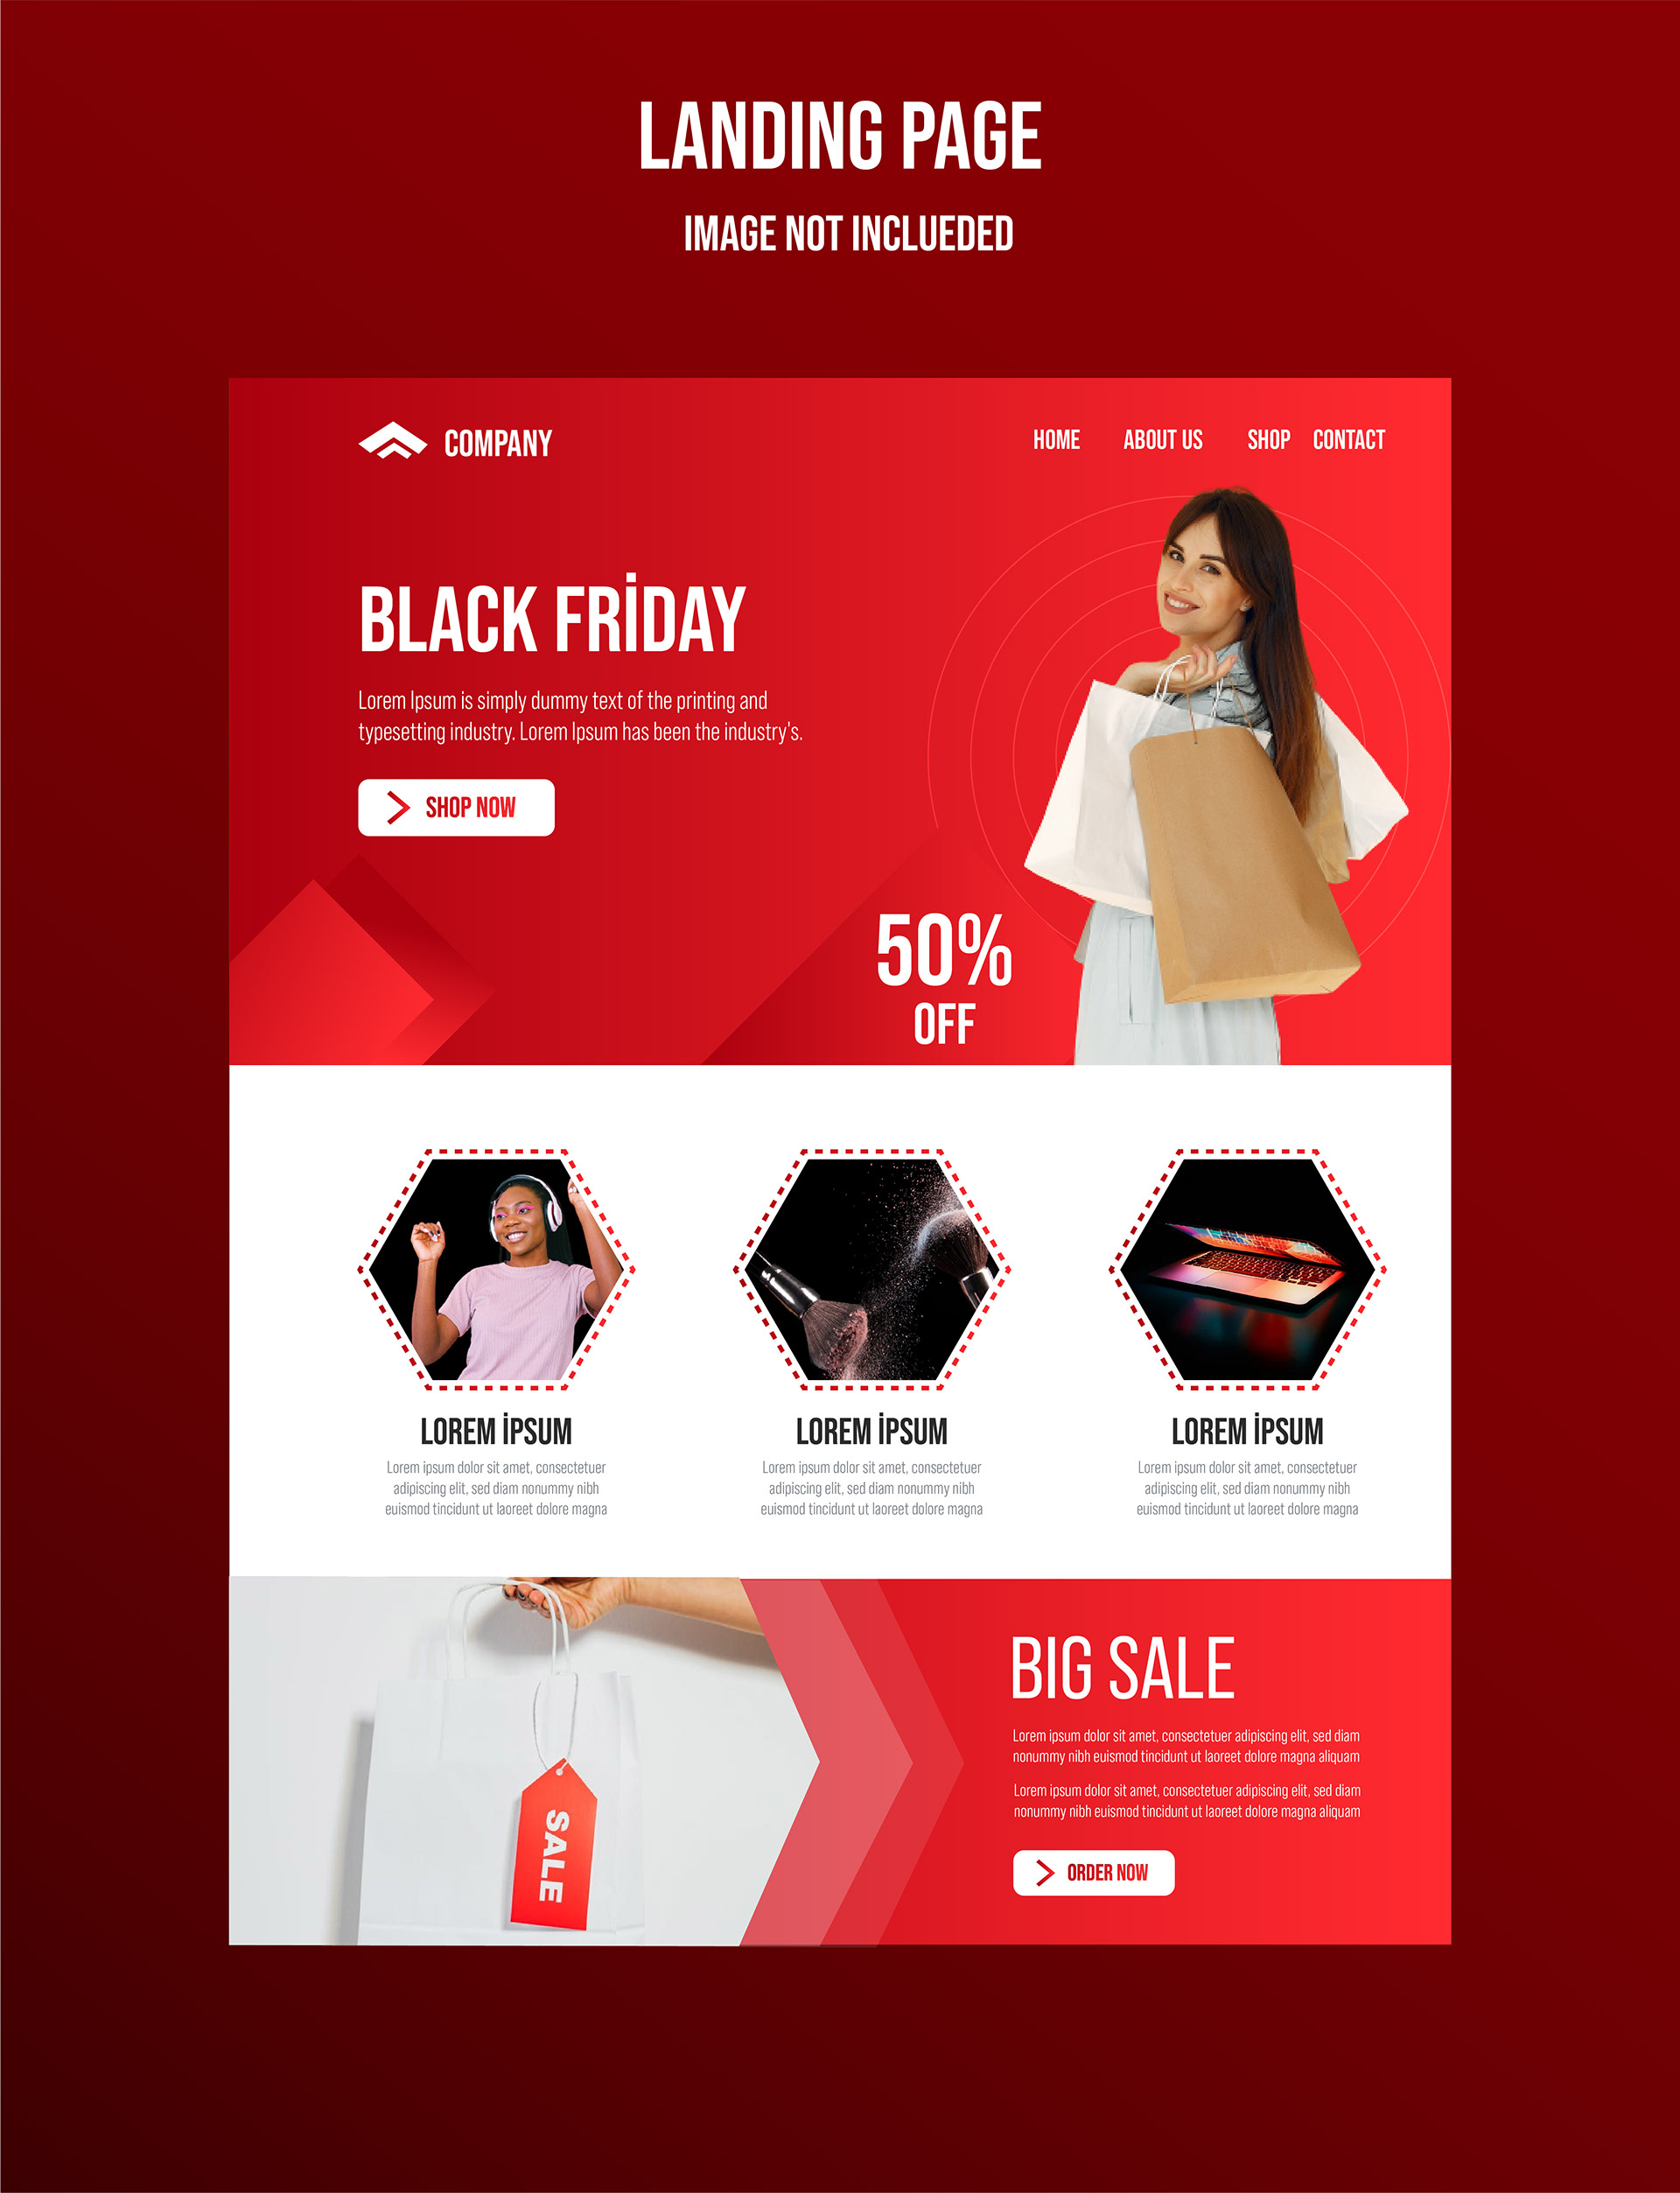 LANDING PAGE
IMAGE NOT INCLUEDED
COMPANY
HOME ABOUT US SHOP CONTACT
BLACK FRİDAY
Lorem Ipsum is simply dummy text of the printing and
typesetting industry. Lorem Ipsum has been the industry's.
SHOP NOW
50%
OFF
LOREM İPSUM
Lorem ipsum dolor sit amet, consectetuer
adipiscing elit, sed diam nonummy nibh
euismod tincidunt ut laoreet dolore magna
LOREM İPSUM
Lorem ipsum dolor sit amet, consectetuer
adipiscing elit, sed diam nonummy nibh
euismod tincidunt ut laoreet dolore magna
LOREM İPSUM
Lorem ipsum dolor sit amet, consectetuer
adipiscing elit, sed diam nonummy nibh
euismod tincidunt ut laoreet dolore magna
SALE
BIG SALE
Lorem ipsum dolor sit amet, consectetuer adipiscing elit, sed diam
nonummy nibh euismod tincidunt ut laoreet dolore magna aliquam
Lorem ipsum dolor sit amet, consectetuer adipiscing elit, sed diam
nonummy nibh euismod tincidunt ut laoreet dolore magna aliquam
ORDER NOW